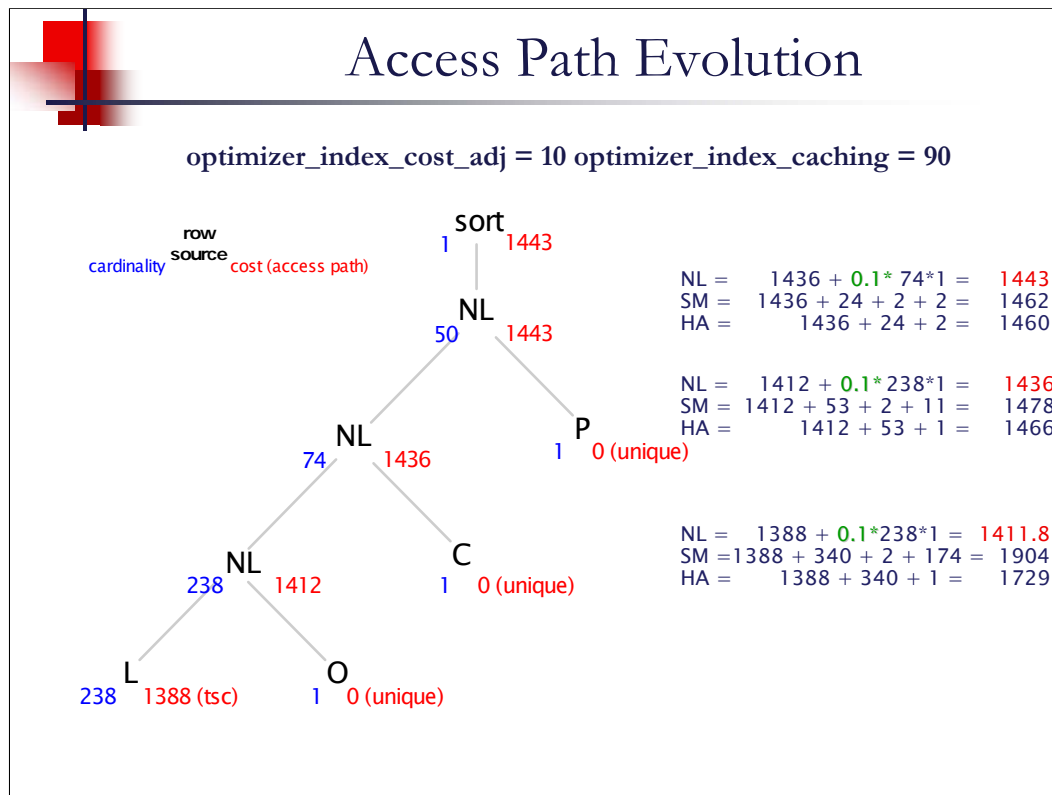 Access Path Evolution
optimizer_index_cost_adj = 10 optimizer_index_caching = 90
row
source
cardinality
cost (access path)
sort
1 1443
NL
50 1443
NL
74 1436
P
1 0 (unique)
NL
238 1412
C
1 0 (unique)
L
238 1388 (tsc)
O
1 0 (unique)
NL = 1436 + 0.1* 74*1 = 1443
SM = 1436 + 24 + 2 + 2 = 1462
HA = 1436 + 24 + 2 = 1460
NL = 1412 + 0.1* 238*1 = 1436
SM = 1412 + 53 + 2 + 11 = 1478
HA = 1412 + 53 + 1 = 1466
NL = 1388 + 0.1*238*1 = 1411.8
SM =1388 + 340 + 2 + 174 = 1904
HA = 1388 + 340 + 1 = 1729